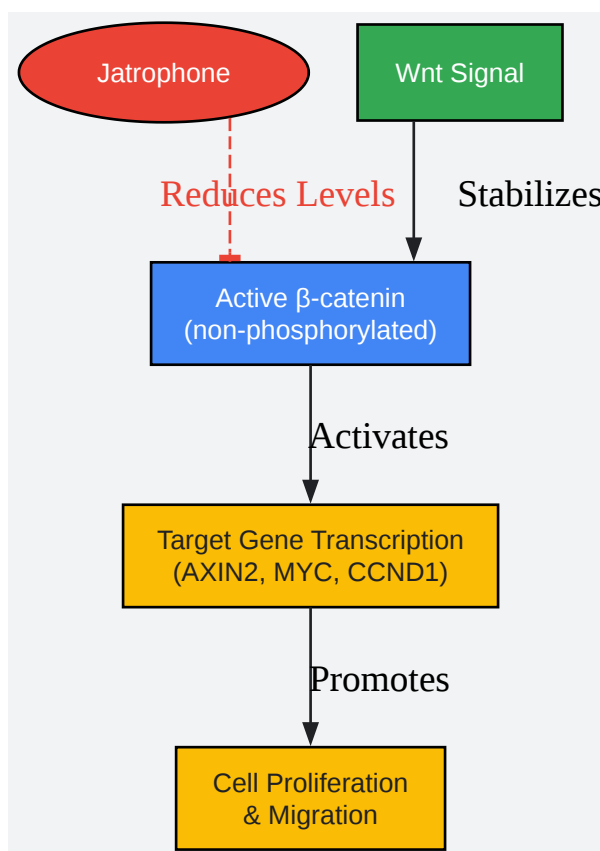 Jatrophone
Wnt Signal
Reduces Levels
Stabilizes
Active β-catenin
(non-phosphorylated)
Activates
Target Gene Transcription
(AXIN2, MYC, CCND1)
Promotes
Cell Proliferation
& Migration